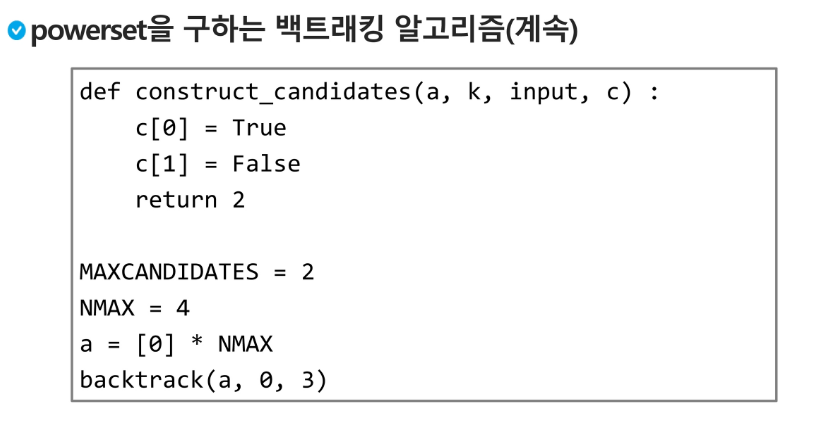 powerset을 구하는 백트래킹 알고리즘(계속)
def construct_candidates(a, k, input, c) :
    c[0] = True
    c[1] = False
    return 2
MAXCANDIDATES = 2
NMAX = 4
a = [0] * NMAX
backtrack(a, 0, 3)